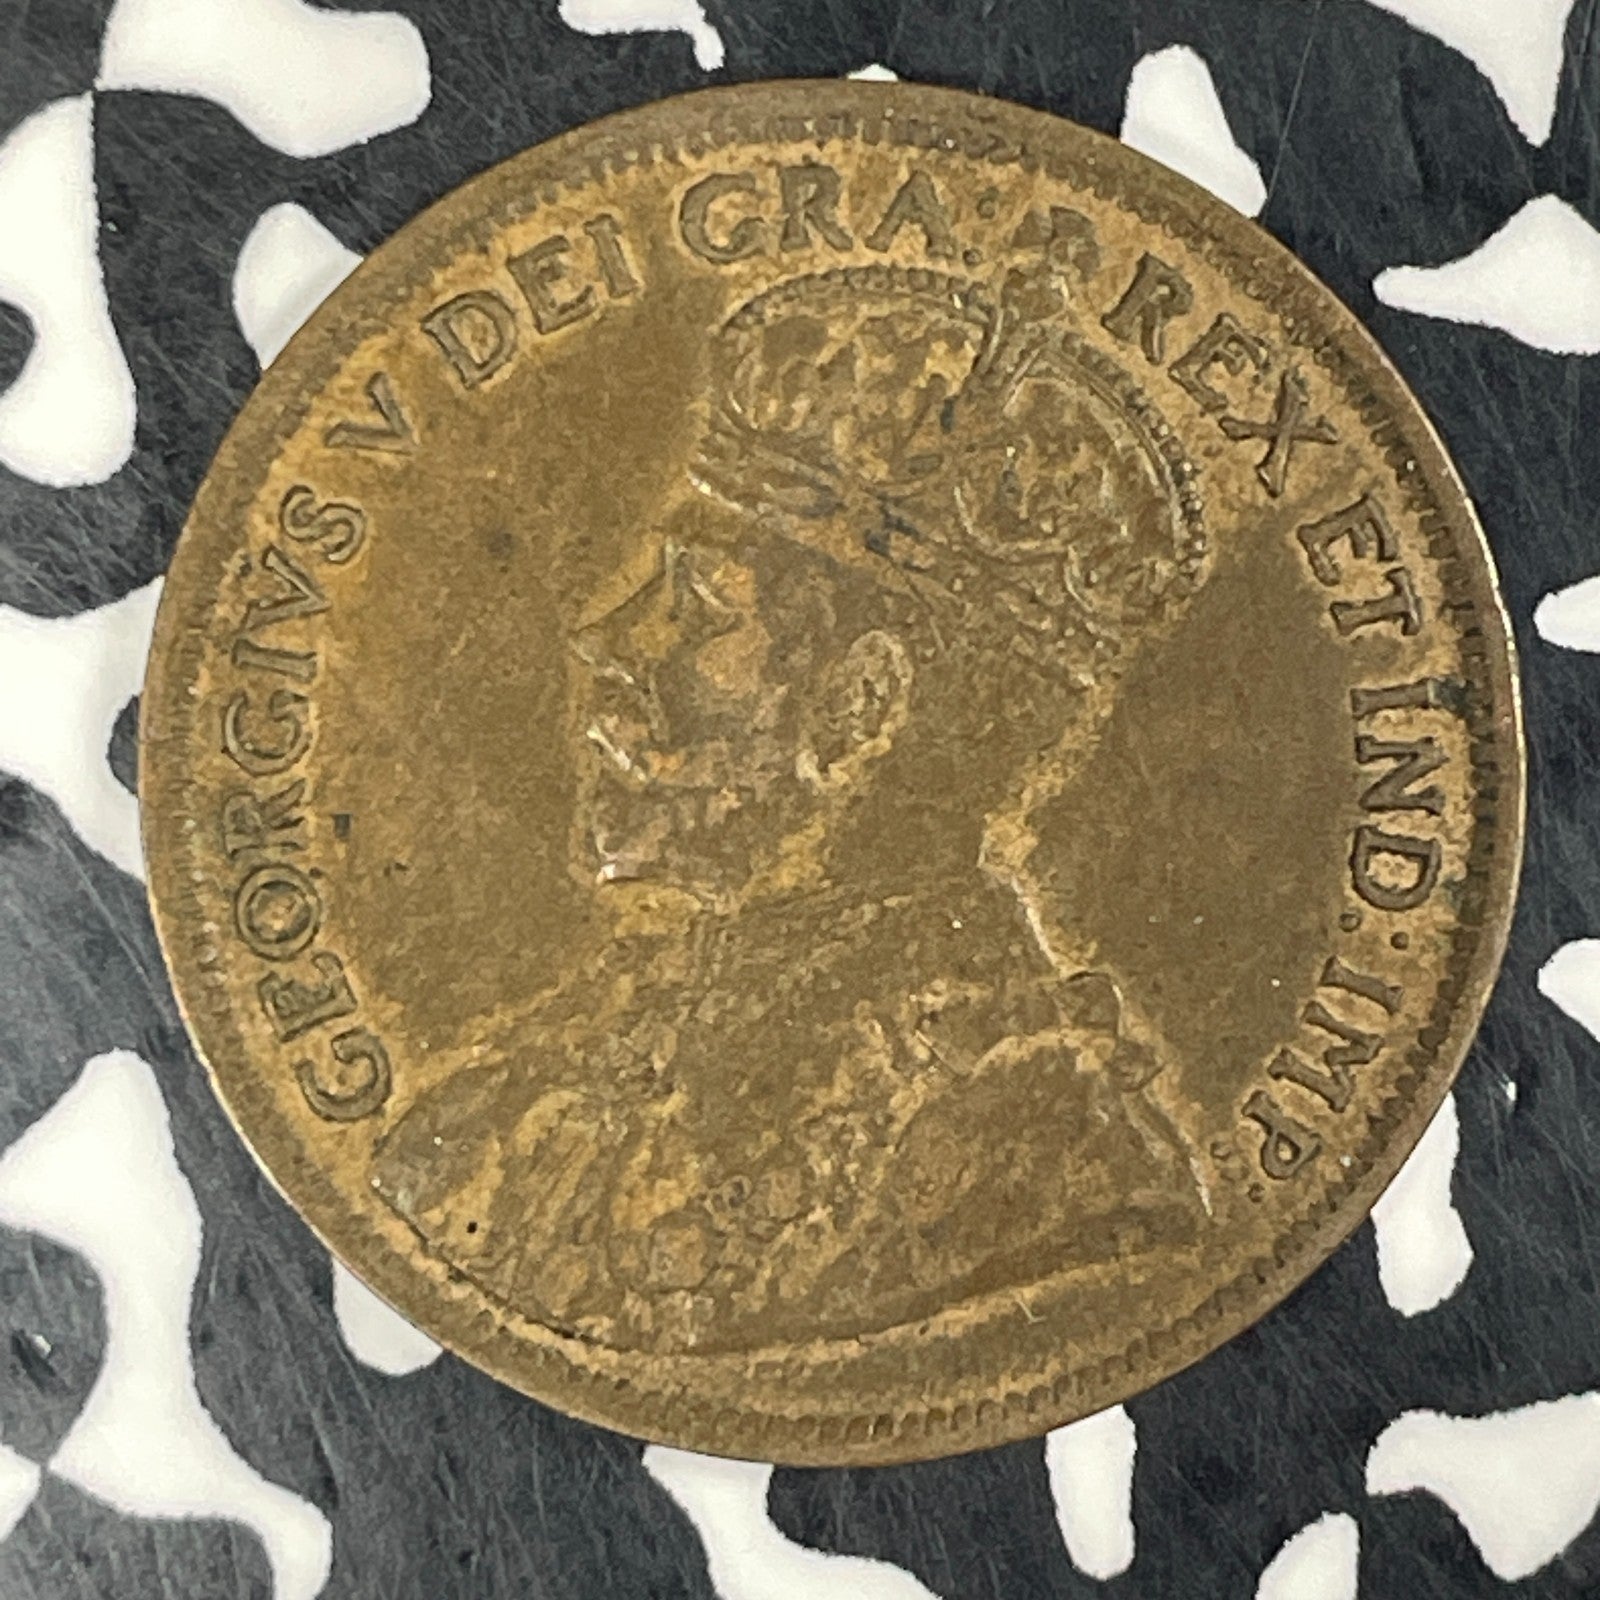 GEORGIVS V DEI GRA: REX ET IND: IMP: